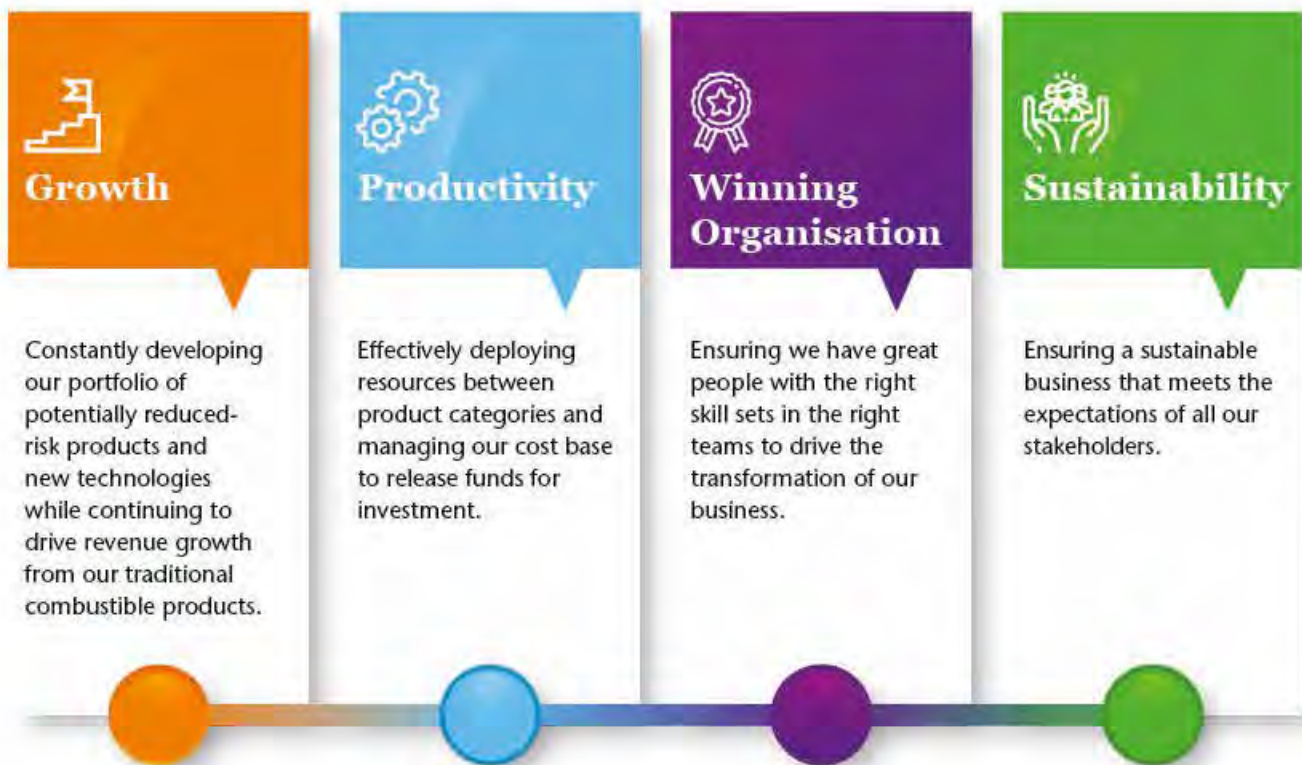 Growth
Constantly developing
our portfolio of
potentially reduced-
risk products and
new technologies
while continuing to
drive revenue growth
from our traditional
combustible products.
Productivity
Effectively deploying
resources between
product categories and
managing our cost base
to release funds for
investment.
Winning
Organisation
Ensuring we have great
people with the right
skill sets in the right
teams to drive the
transformation of our
business.
Sustainability
Ensuring a sustainable
business that meets the
expectations of all our
stakeholders.